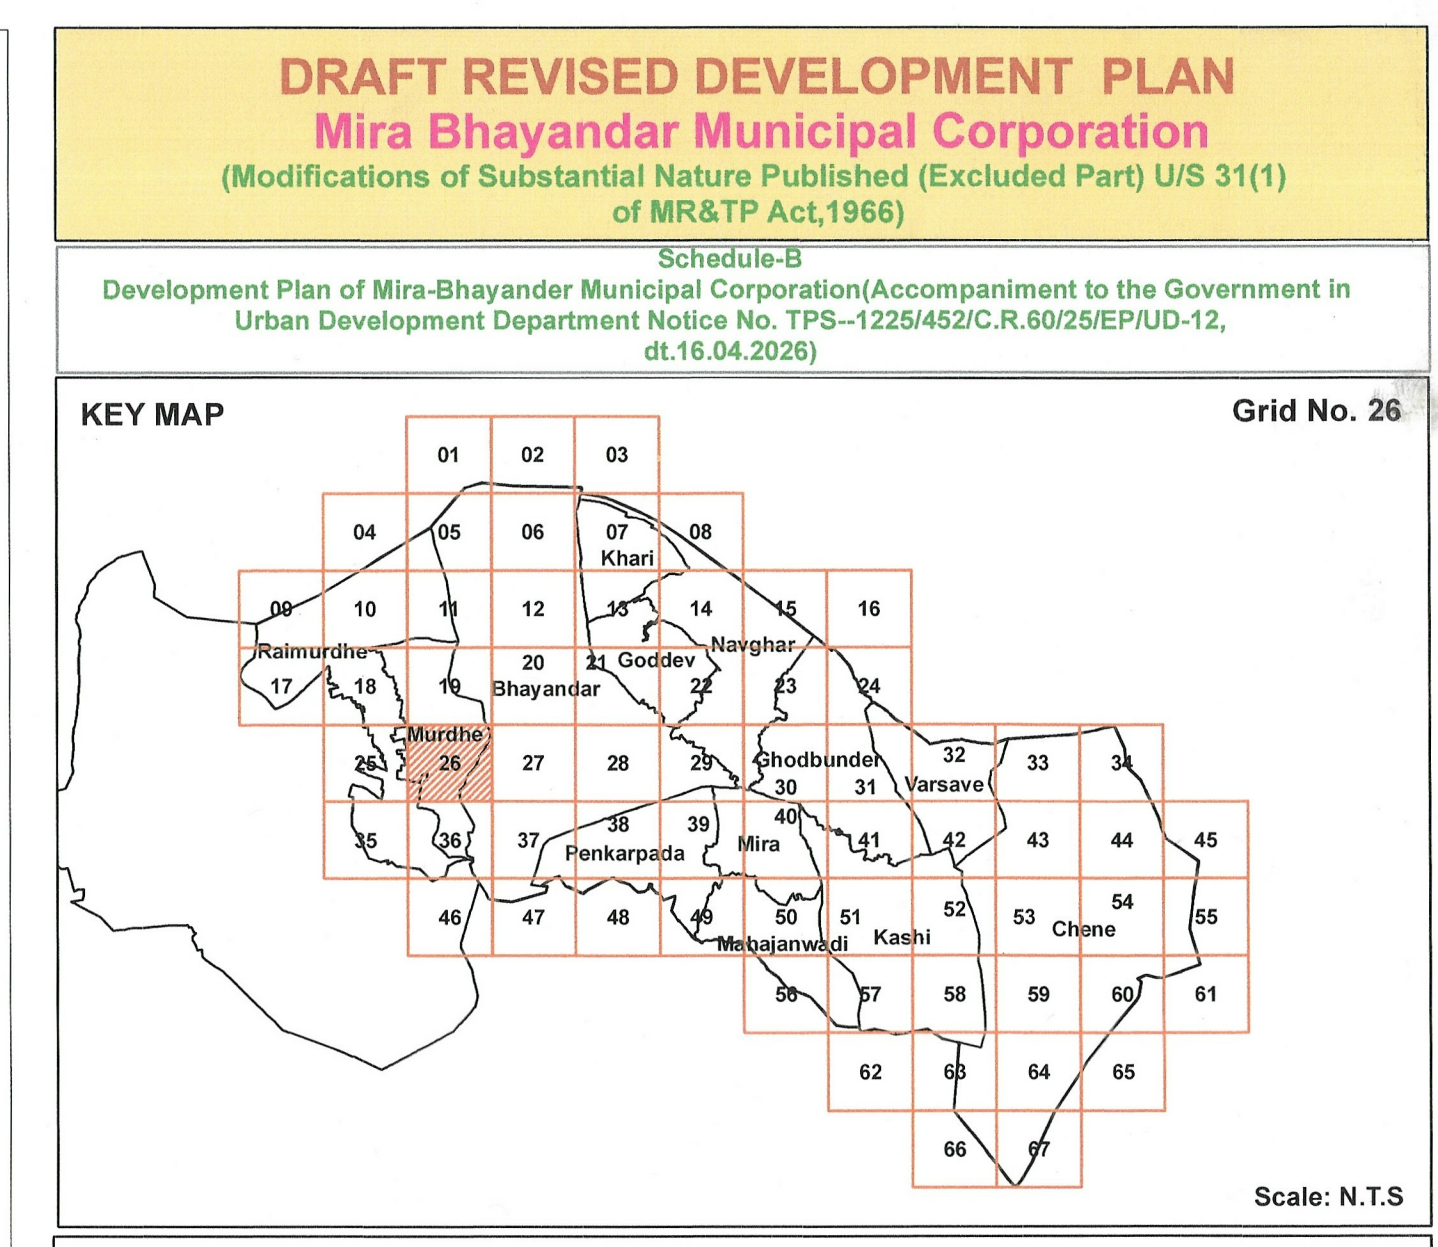 DRAFT REVISED DEVELOPMENT PLAN
Mira Bhayandar Municipal Corporation
(Modifications of Substantial Nature Published (Excluded Part) U/S 31(1)
of MR&TP Act,1966)
Schedule-B
Development Plan of Mira-Bhayander Municipal Corporation(Accompaniment to the Government in
Urban Development Department Notice No. TPS--1225/452/C.R.60/25/EP/UD-12,
dt.16.04.2026)
KEY MAP
Grid No. 26
01 02 03
04 05 06 07 08
Khari
09 10 11 12 13 14 15 16
Raimurdhe Navghar
20 21 Goddev
17 18 19 Bhayandar 22 23 24
Murdhe
25 26 27 28 29 Ghodbunder 32 33 34
30 31 Varsave
35 36 37 38 39 40 41 42 43 44 45
Penkarpada Mira
46 47 48 49 50 51 52 53 54 55
Mahajanwadi Kashi Chene
56 57 58 59 60 61
62 63 64 65
66 67
Scale: N.T.S